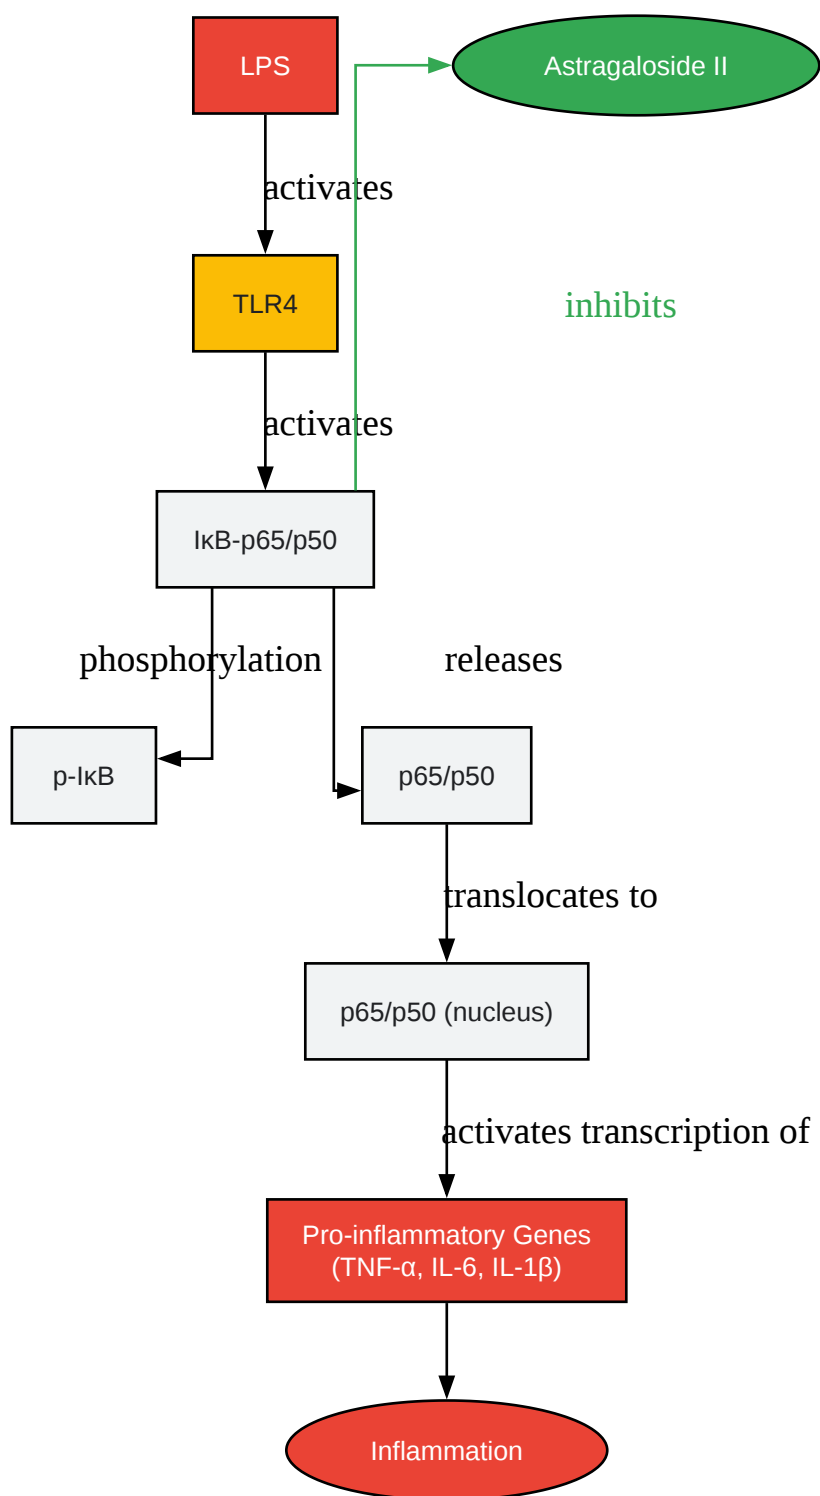 LPS
Astragaloside II
activates
TLR4
inhibits
activates
IκB-p65/p50
phosphorylation
releases
p-IκB
p65/p50
translocates to
p65/p50 (nucleus)
activates transcription of
Pro-inflammatory Genes
(TNF-α, IL-6, IL-1β)
Inflammation